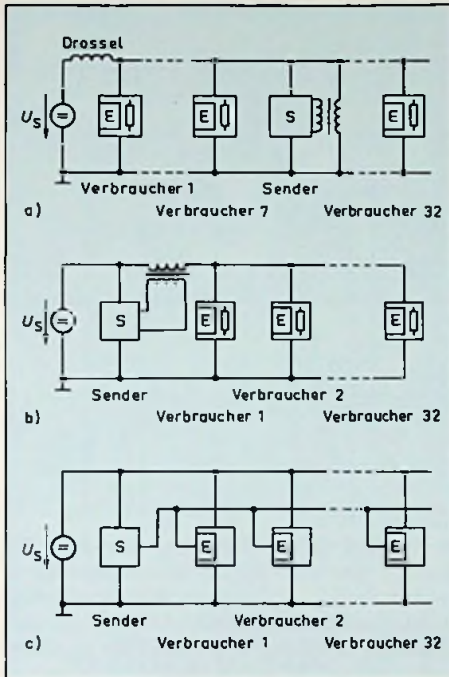 Drossel
U_S = E E S E
Verbraucher 1 Sender
a) Verbraucher 7 Verbraucher 32
U_S = S E E E
Sender Verbraucher 2
b) Verbraucher 1 Verbraucher 32
U_S = S E E E
Sender Verbraucher 2
c) Verbraucher 1 Verbraucher 32